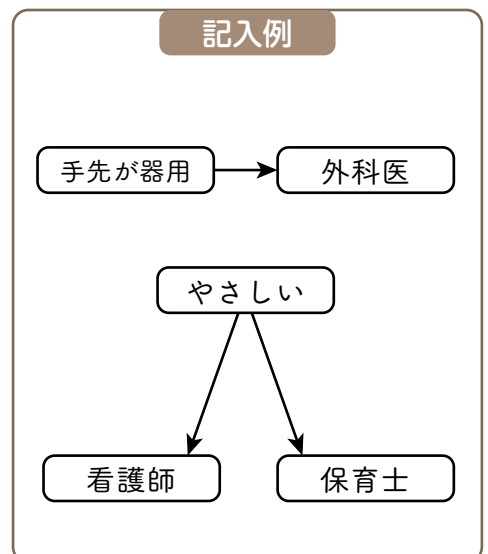 記入例
手先が器用
外科医
やさしい
看護師
保育士